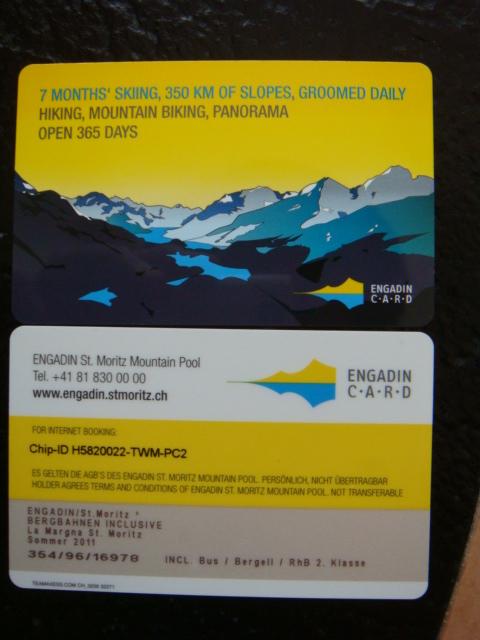 7 MONTHS' SKIING, 350 KM OF SLOPES, GROOMED DAILY
HIKING, MOUNTAIN BIKING, PANORAMA
OPEN 365 DAYS
ENGADIN
C·A·R·D
ENGADIN St. Moritz Mountain Pool
Tel. +41 81 830 00 00
www.engadin.stmoritz.ch
ENGADIN
C·A·R·D
FOR INTERNET BOOKING:
Chip-ID H5820022-TWM-PC2
ES GELTEN DIE AGB'S DES ENGADIN ST. MORITZ MOUNTAIN POOL. PERSÖNLICH, NICHT ÜBERTRAGBAR
HOLDER AGREES TERMS AND CONDITIONS OF ENGADIN ST. MORITZ MOUNTAIN POOL. NOT TRANSFERABLE
ENGADIN/St.Moritz
BERGBAHNEN INCLUSIVE
La Margna St. Moritz
Sommer 2011
354/96/16978 INCL. Bus / Bergell / RhB 2. Klasse